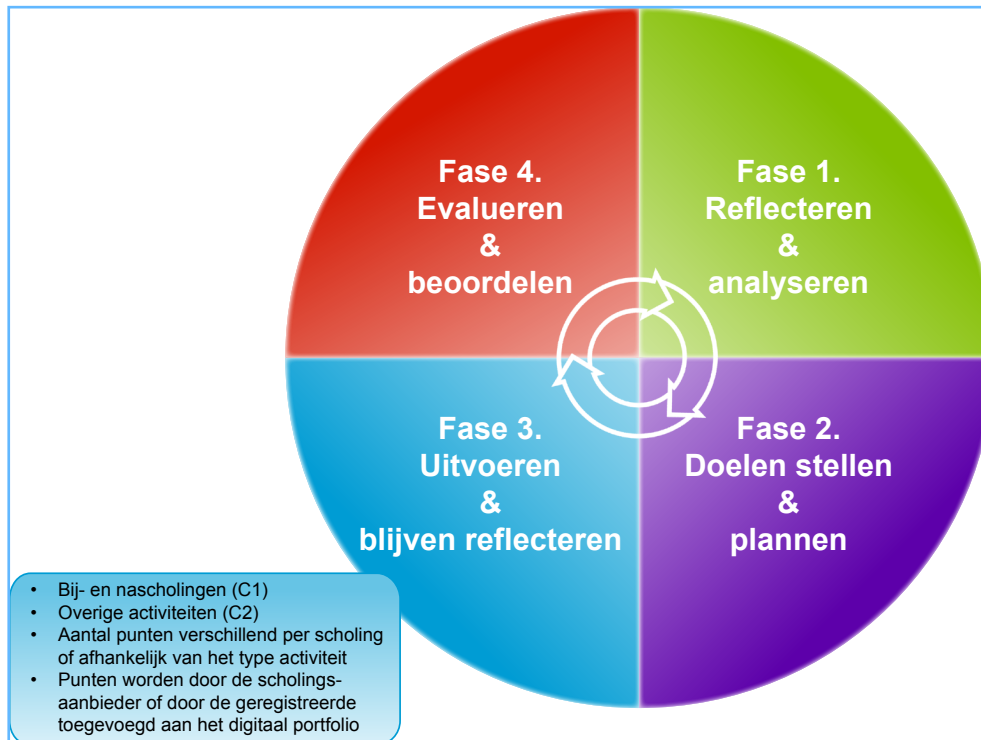 Fase 4.
Evalueren
&
beoordelen
Fase 1.
Reflecteren
&
analyseren
Fase 3.
Uitvoeren
&
blijven reflecteren
Fase 2.
Doelen stellen
&
plannen
• Bij- en nascholingen (C1)
• Overige activiteiten (C2)
• Aantal punten verschillend per scholing
of afhankelijk van het type activiteit
• Punten worden door de scholings-
aanbieder of door de geregistreerde
toegevoegd aan het digitaal portfolio